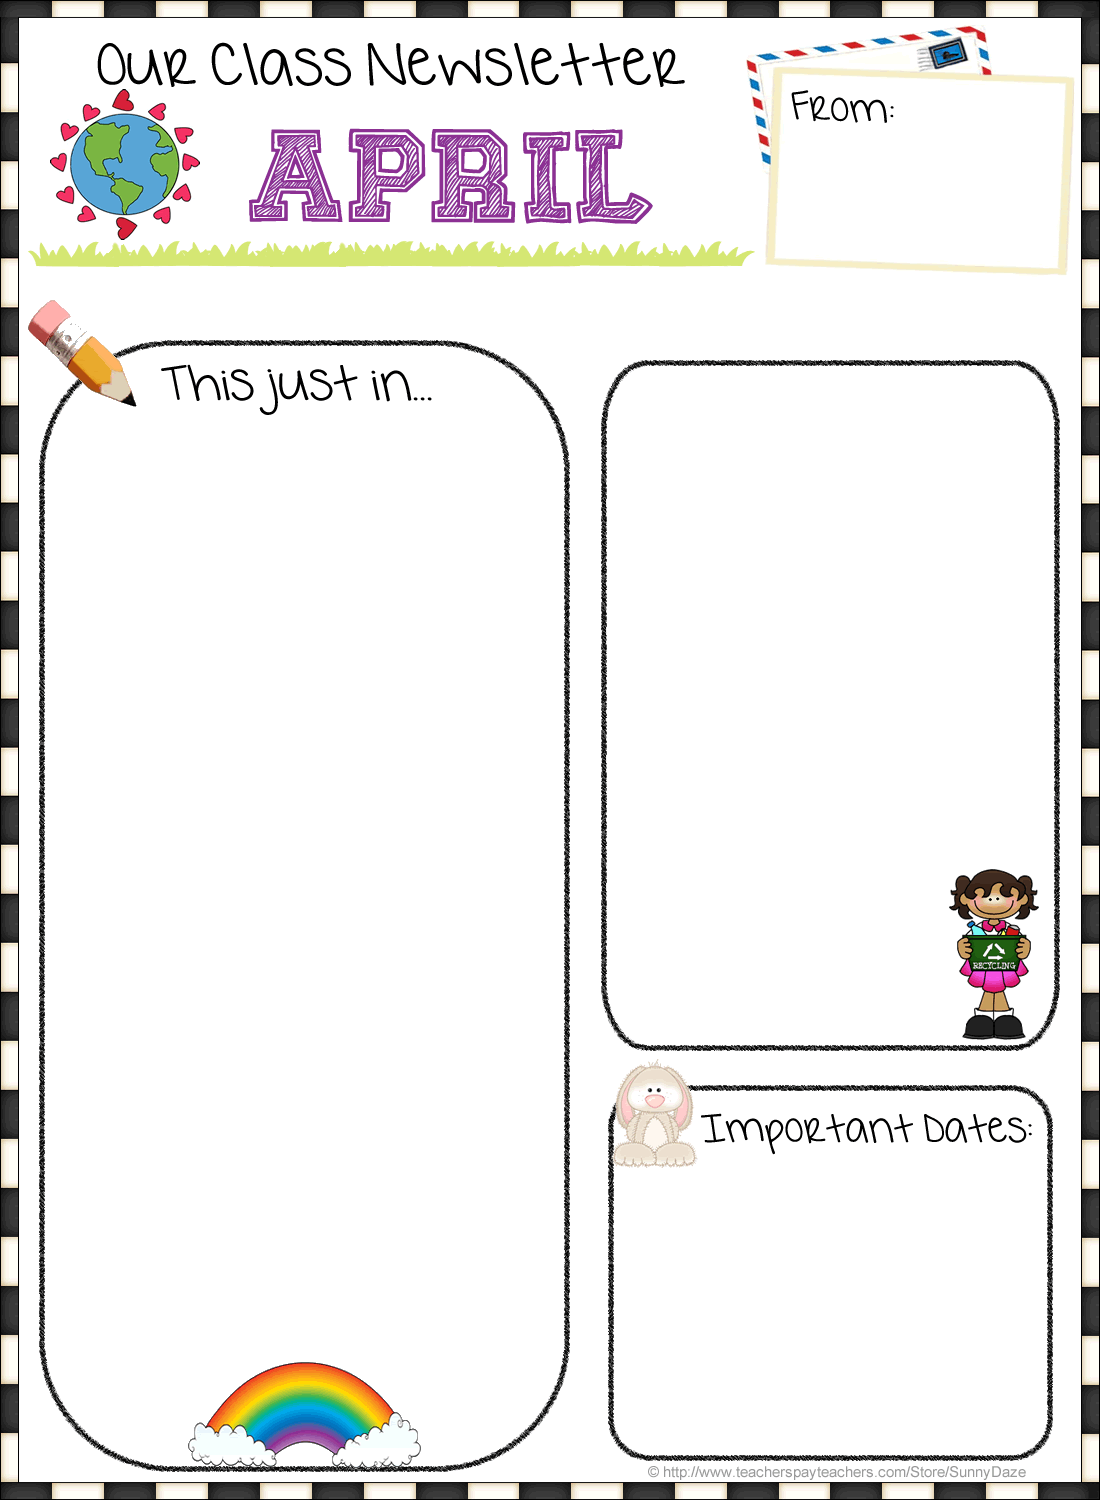 Our Class Newsletter
APRIL
From:
This just in...
RECYCLING
Important Dates:
© http://www.teacherspayteachers.com/Store/SunnyDaze